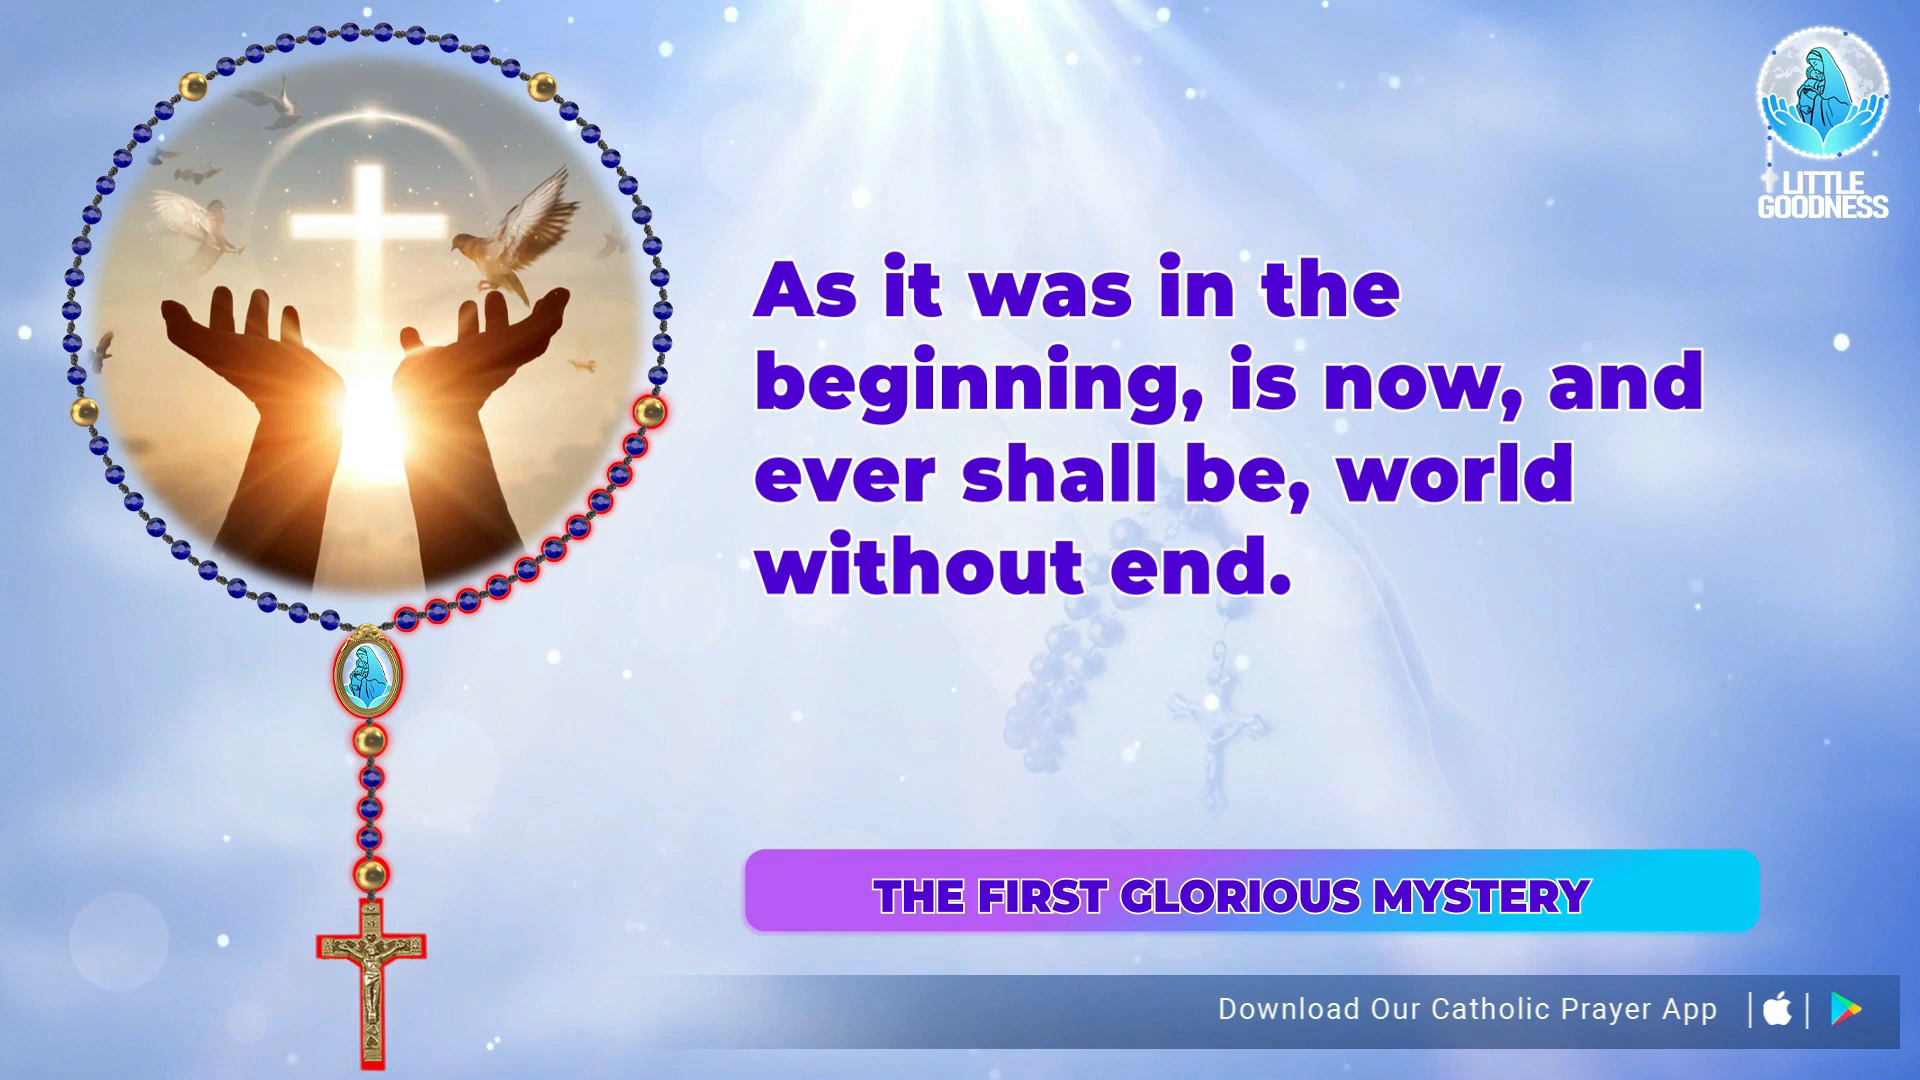 LITTLE
GOODNESS
As it was in the
beginning, is now, and
ever shall be, world
without end.
THE FIRST GLORIOUS MYSTERY
Download Our Catholic Prayer App